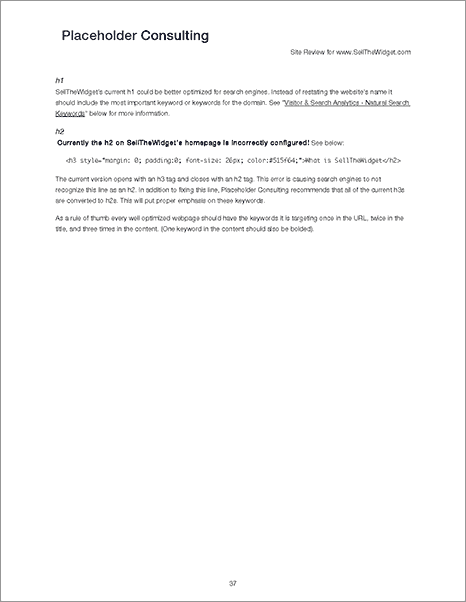 Placeholder Consulting
Site Review for www.SellTheWidget.com
h1
SellTheWidget's current h1 could be better optimized for search engines. Instead of restating the website's name it
should include the most important keyword or keywords for the domain. See "Visitor & Search Analytics - Natural Search
Keywords" below for more information.
h2
Currently the h2 on SellTheWidget's homepage is incorrectly configured! See below:
<h3 style="margin: 0; padding:0; font-size: 26px; color:#515f64;">What is SellTheWidget</h2>
The current version opens with an h3 tag and closes with an h2 tag. This error is causing search engines to not
recognize this line as an h2. In addition to fixing this line, Placeholder Consulting recommends that all of the current h3s
are converted to h2s. This will put proper emphasis on these keywords.
As a rule of thumb every well optimized webpage should have the keywords it is targeting once in the URL, twice in the
title, and three times in the content. (One keyword in the content should also be bolded).
37